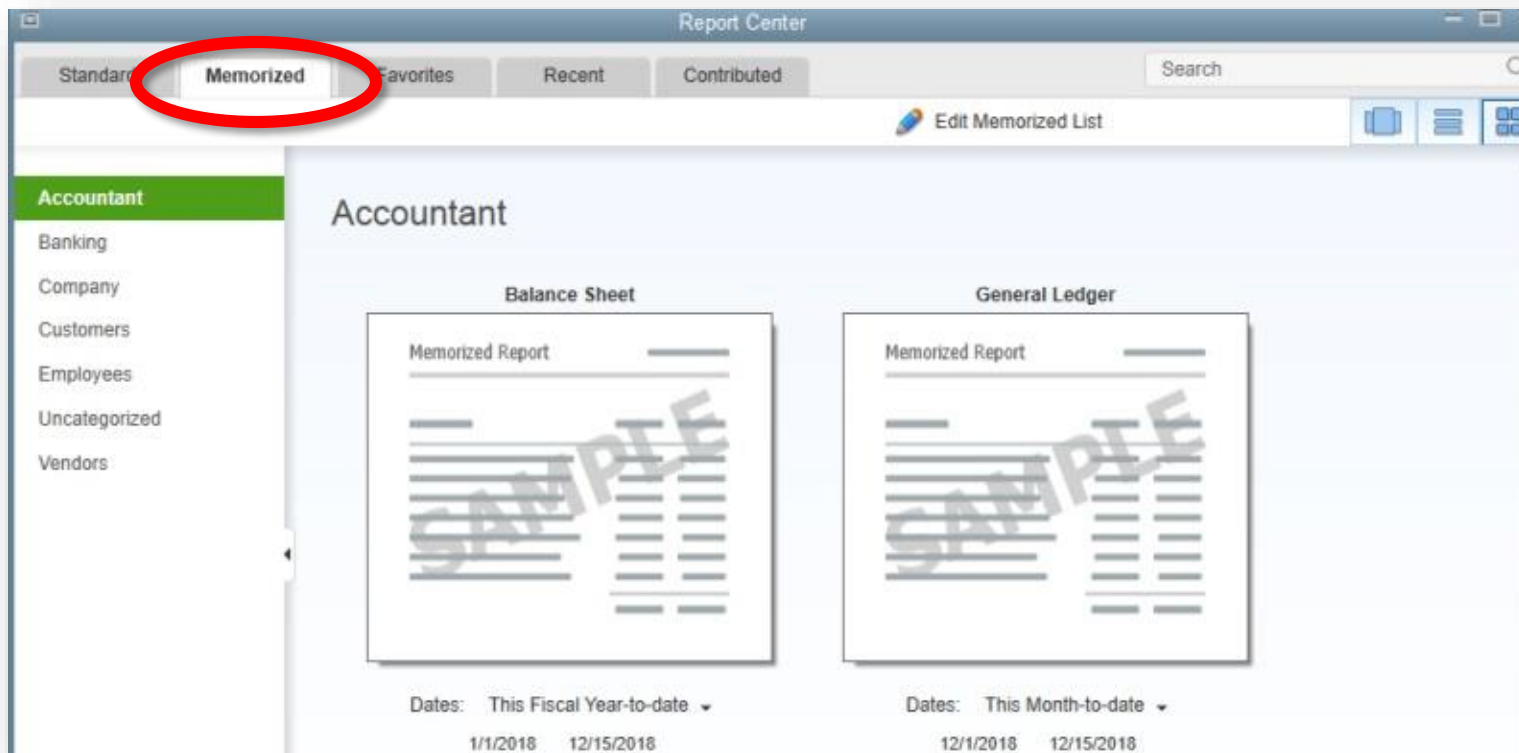 Report Center
Standard Memorized Favorites Recent Contributed Search
Edit Memorized List
Accountant
Banking
Company
Customers
Employees
Uncategorized
Vendors
Accountant
Balance Sheet General Ledger
Memorized Report Memorized Report
SAMPLE SAMPLE
Dates: This Fiscal Year-to-date Dates: This Month-to-date
1/1/2018 12/15/2018 12/1/2018 12/15/2018